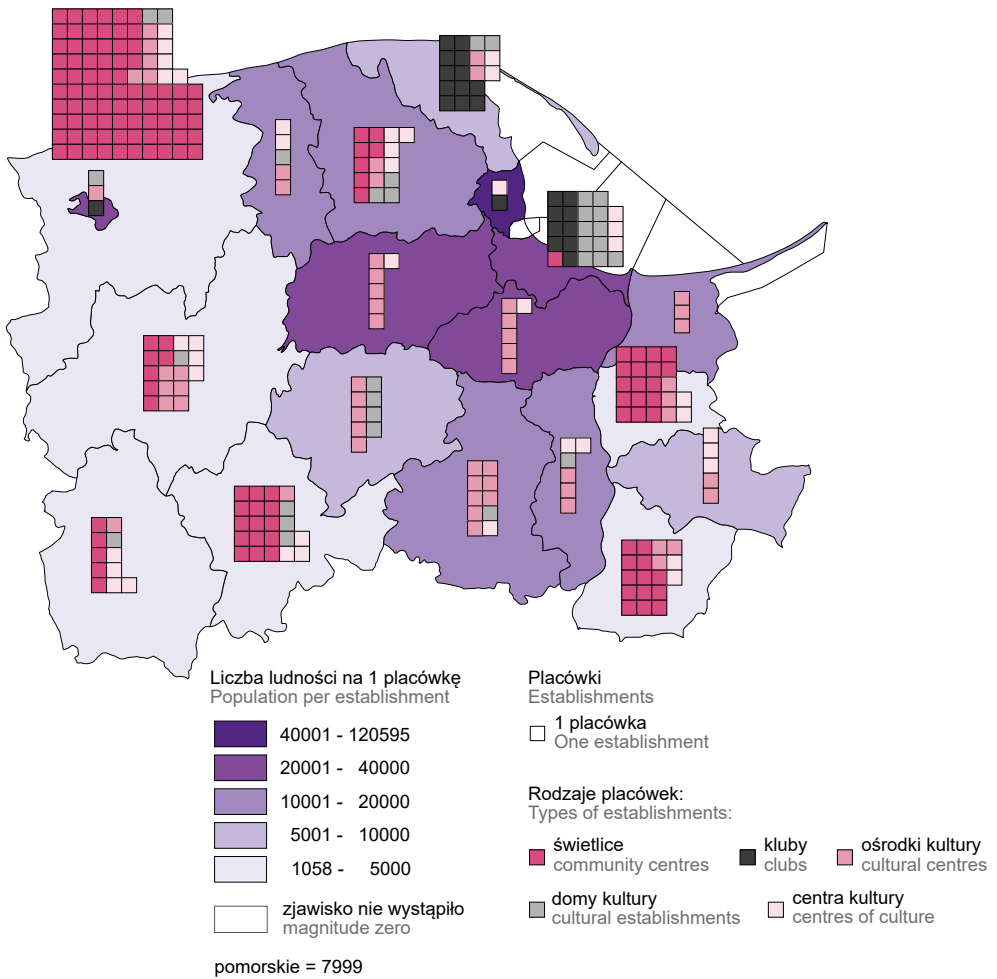 Liczba ludności na 1 placówkę
Population per establishment
40001 - 120595
20001 - 40000
10001 - 20000
5001 - 10000
1058 - 5000
zjawisko nie wystąpiło
magnitude zero
pomorskie = 7999
Placówki
Establishments
1 placówka
One establishment
Rodzaje placówek:
Types of establishments:
świetlice
community centres
kluby
clubs
ośrodki kultury
cultural centres
domy kultury
cultural establishments
centra kultury
centres of culture